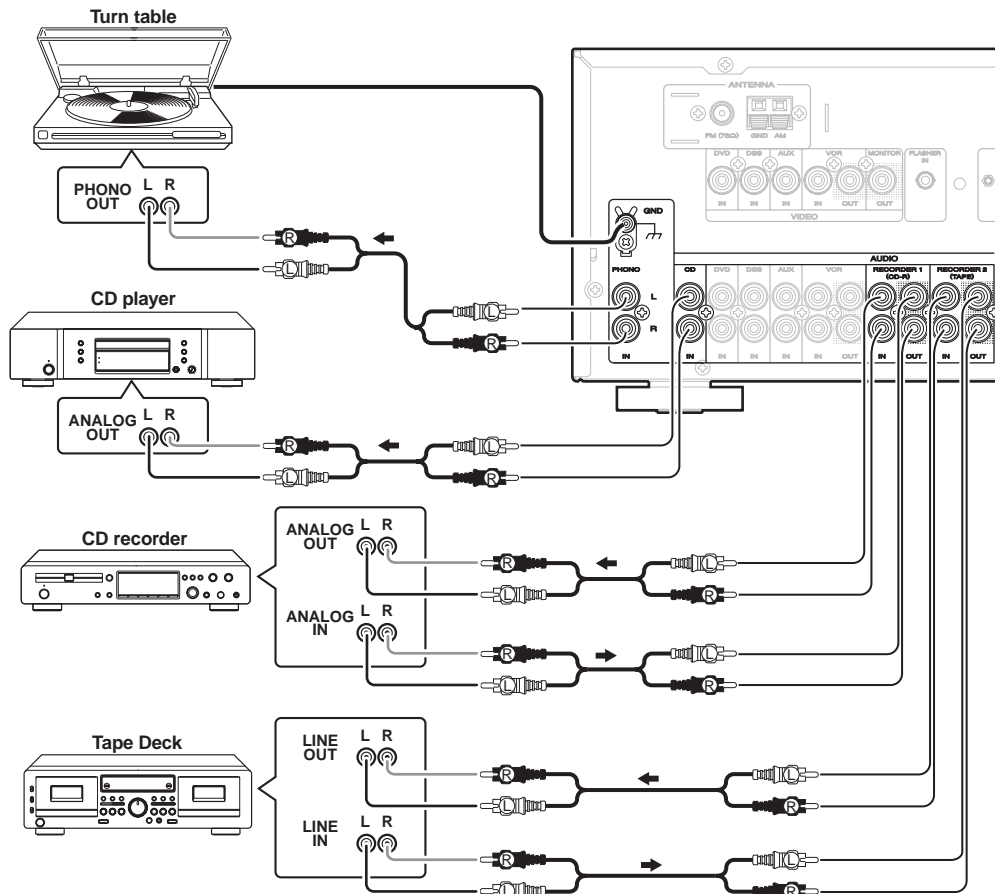 Turn table
PHONO OUT
L R
R
L
L
R
CD player
ANALOG OUT
L R
R
L
L
R
CD recorder
ANALOG OUT
L R
ANALOG IN
L R
R
L
L
R
R
L
L
R
Tape Deck
LINE OUT
L R
LINE IN
L R
R
L
L
R
R
L
L
R
ANTENNA
FM (75Ω) GND AM
DVD DSS AUX VCR MONITOR
IN IN IN IN OUT OUT
VIDEO
FLASHER IN
GND
AUDIO
PHONO CD DVD DSS AUX VCR RECORDER 1 (CD-R) RECORDER 2 (TAPE)
L
R
IN IN IN IN IN IN OUT IN OUT IN OUT